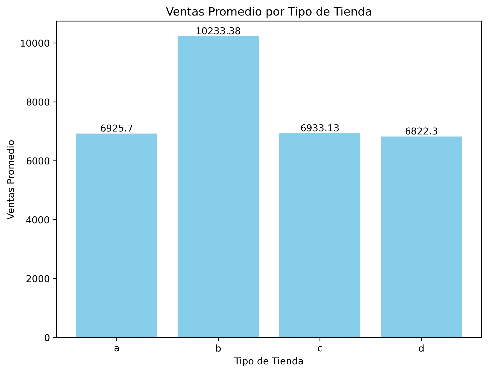 Ventas Promedio por Tipo de Tienda
10000
8000
6000
4000
2000
0
Ventas Promedio
6925.7
10233.38
6933.13
6822.3
a b c d
Tipo de Tienda